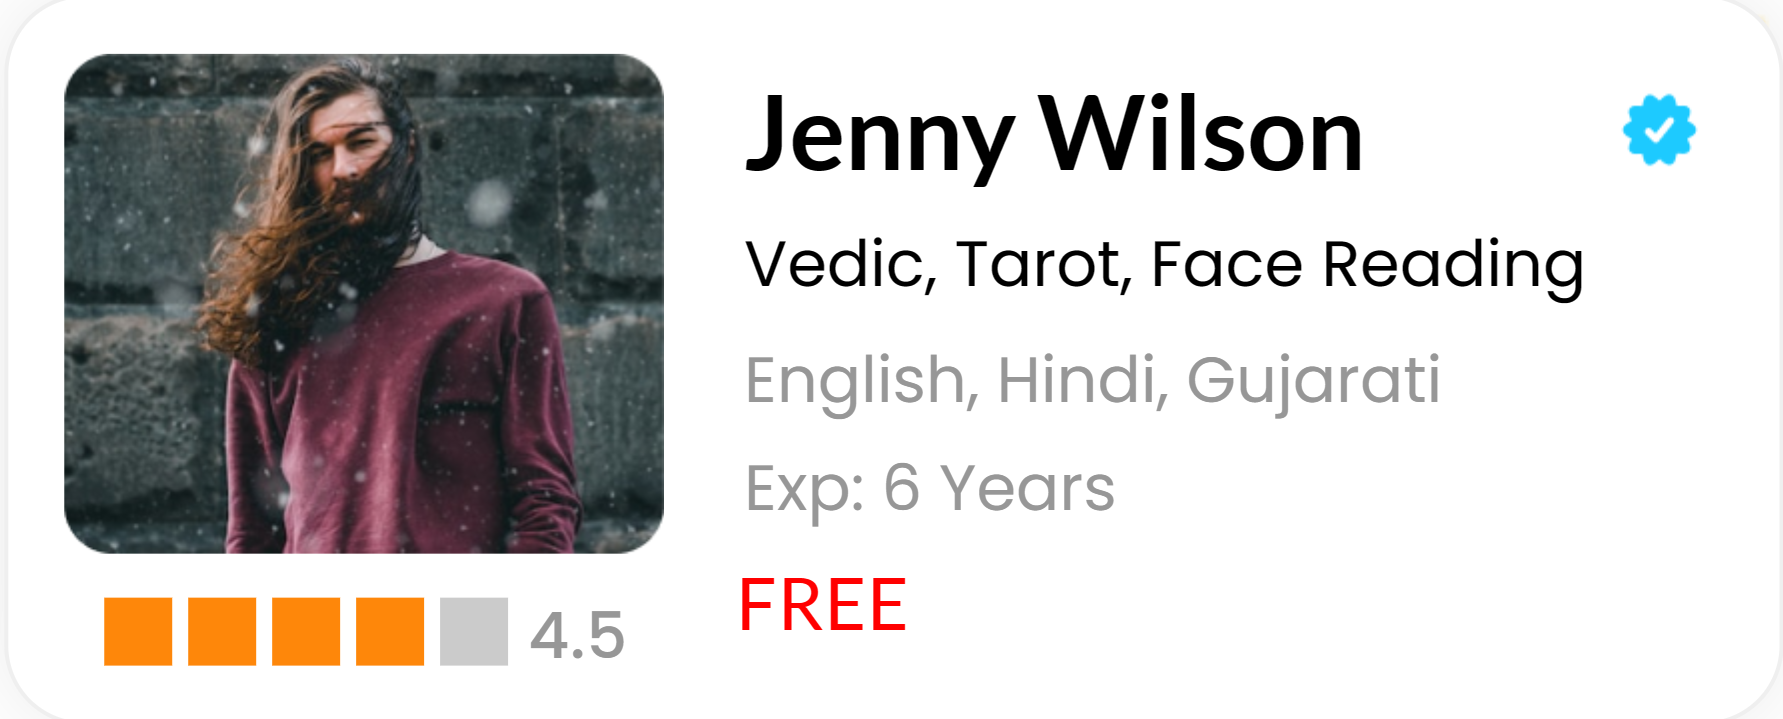 Jenny Wilson
Vedic, Tarot, Face Reading
English, Hindi, Gujarati
Exp: 6 Years
FREE
4.5